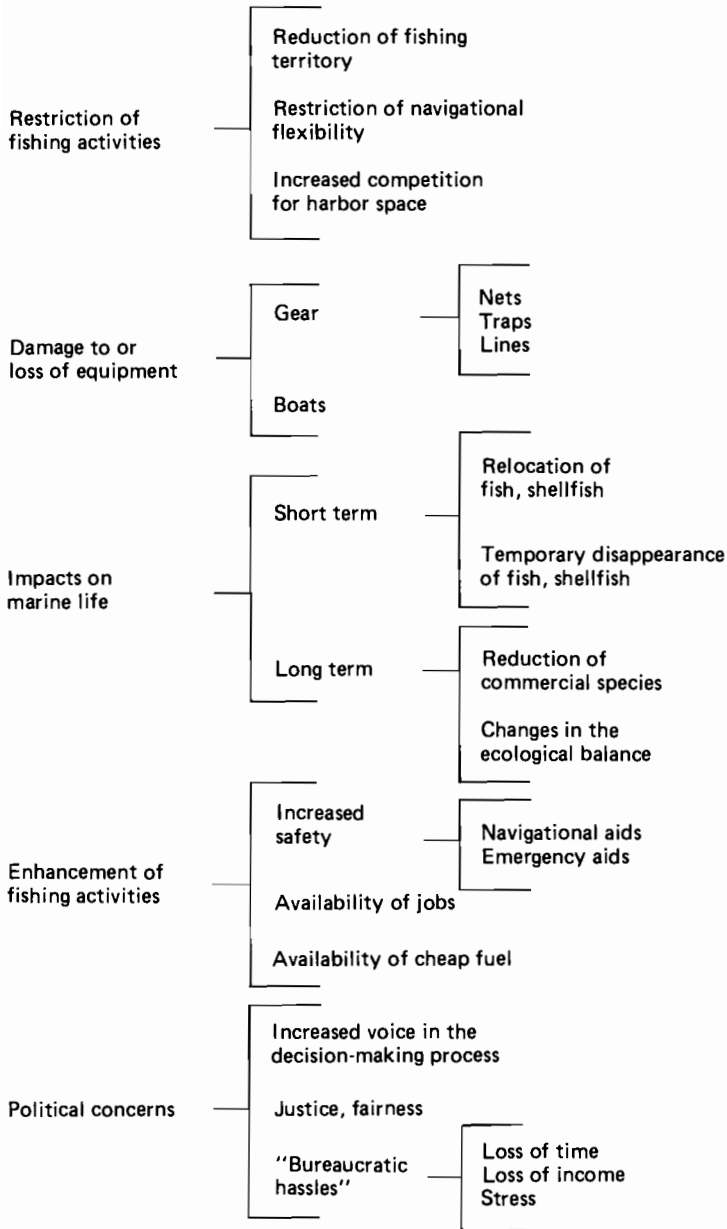 Restriction of
fishing activities
Reduction of fishing
territory
Restriction of navigational
flexibility
Increased competition
for harbor space
Damage to or
loss of equipment
Gear
Nets
Traps
Lines
Boats
Impacts on
marine life
Short term
Relocation of
fish, shellfish
Temporary disappearance
of fish, shellfish
Long term
Reduction of
commercial species
Changes in the
ecological balance
Enhancement of
fishing activities
Increased
safety
Navigational aids
Emergency aids
Availability of jobs
Availability of cheap fuel
Political concerns
Increased voice in the
decision-making process
Justice, fairness
"Bureaucratic
hassles"
Loss of time
Loss of income
Stress